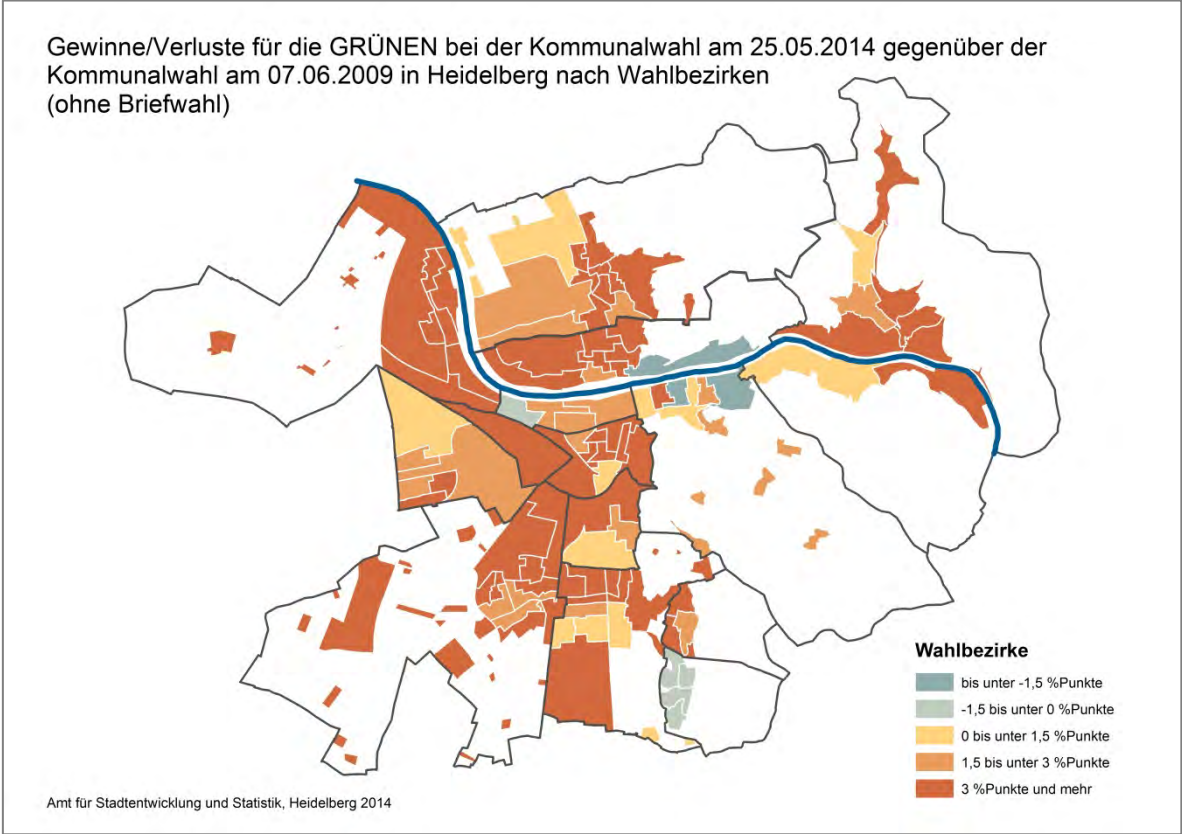 Gewinne/Verluste für die GRÜNEN bei der Kommunalwahl am 25.05.2014 gegenüber der
Kommunalwahl am 07.06.2009 in Heidelberg nach Wahlbezirken
(ohne Briefwahl)
Wahlbezirke
bis unter -1,5 %Punkte
-1,5 bis unter 0 %Punkte
0 bis unter 1,5 %Punkte
1,5 bis unter 3 %Punkte
3 %Punkte und mehr
Amt für Stadtentwicklung und Statistik, Heidelberg 2014